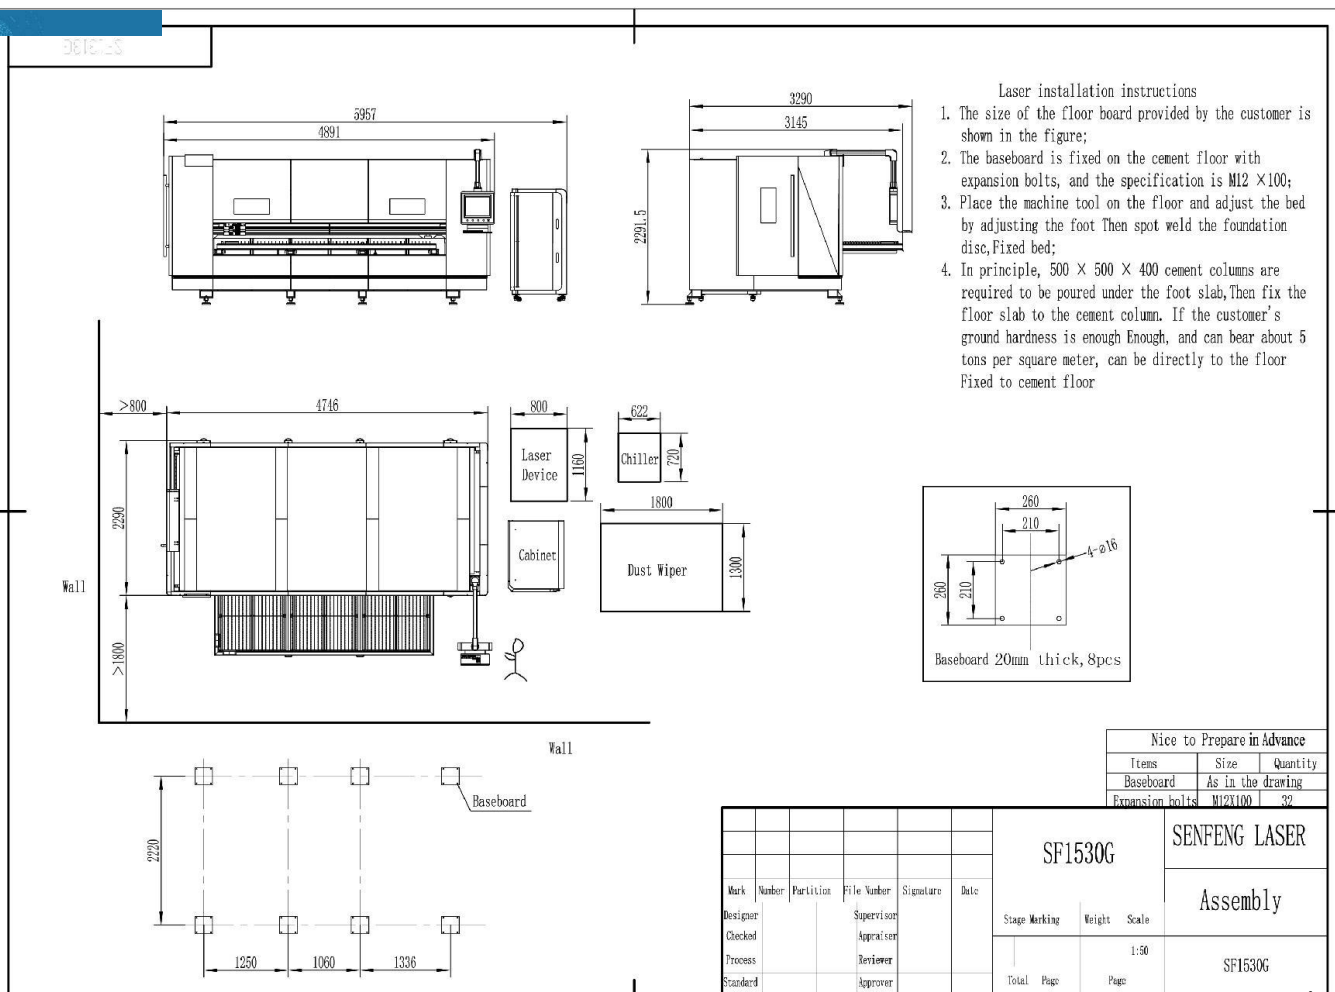 SF1313G
5957
4891
3290
3145
2291.5
Laser installation instructions
1. The size of the floor board provided by the customer is
shown in the figure;
2. The baseboard is fixed on the cement floor with
expansion bolts, and the specification is M12 ×100;
3. Place the machine tool on the floor and adjust the bed
by adjusting the foot Then spot weld the foundation
disc,Fixed bed;
4. In principle, 500 × 500 × 400 cement columns are
required to be poured under the foot slab,Then fix the
floor slab to the cement column. If the customer's
ground hardness is enough Enough, and can bear about 5
tons per square meter, can be directly to the floor
Fixed to cement floor
>800
4746
800
622
Laser
Device
1160
Chiller
720
2290
1800
Cabinet
Dust Wiper
1300
Wall
>1800
Wall
260
210
4-⌀16
260
210
Baseboard 20mm thick,8pcs
Baseboard
2220
1250
1060
1336
Nice to Prepare in Advance
Items Size Quantity
Baseboard As in the drawing
Expansion bolts M12X100 32
SF1530G
SENFENG LASER
Mark Number Partition File Number Signature Date
Assembly
Designer Supervisor
Stage Marking Weight Scale
Checked Appraiser
1:50
Process Reviewer
SF1530G
Standard Approver
Total Page Page